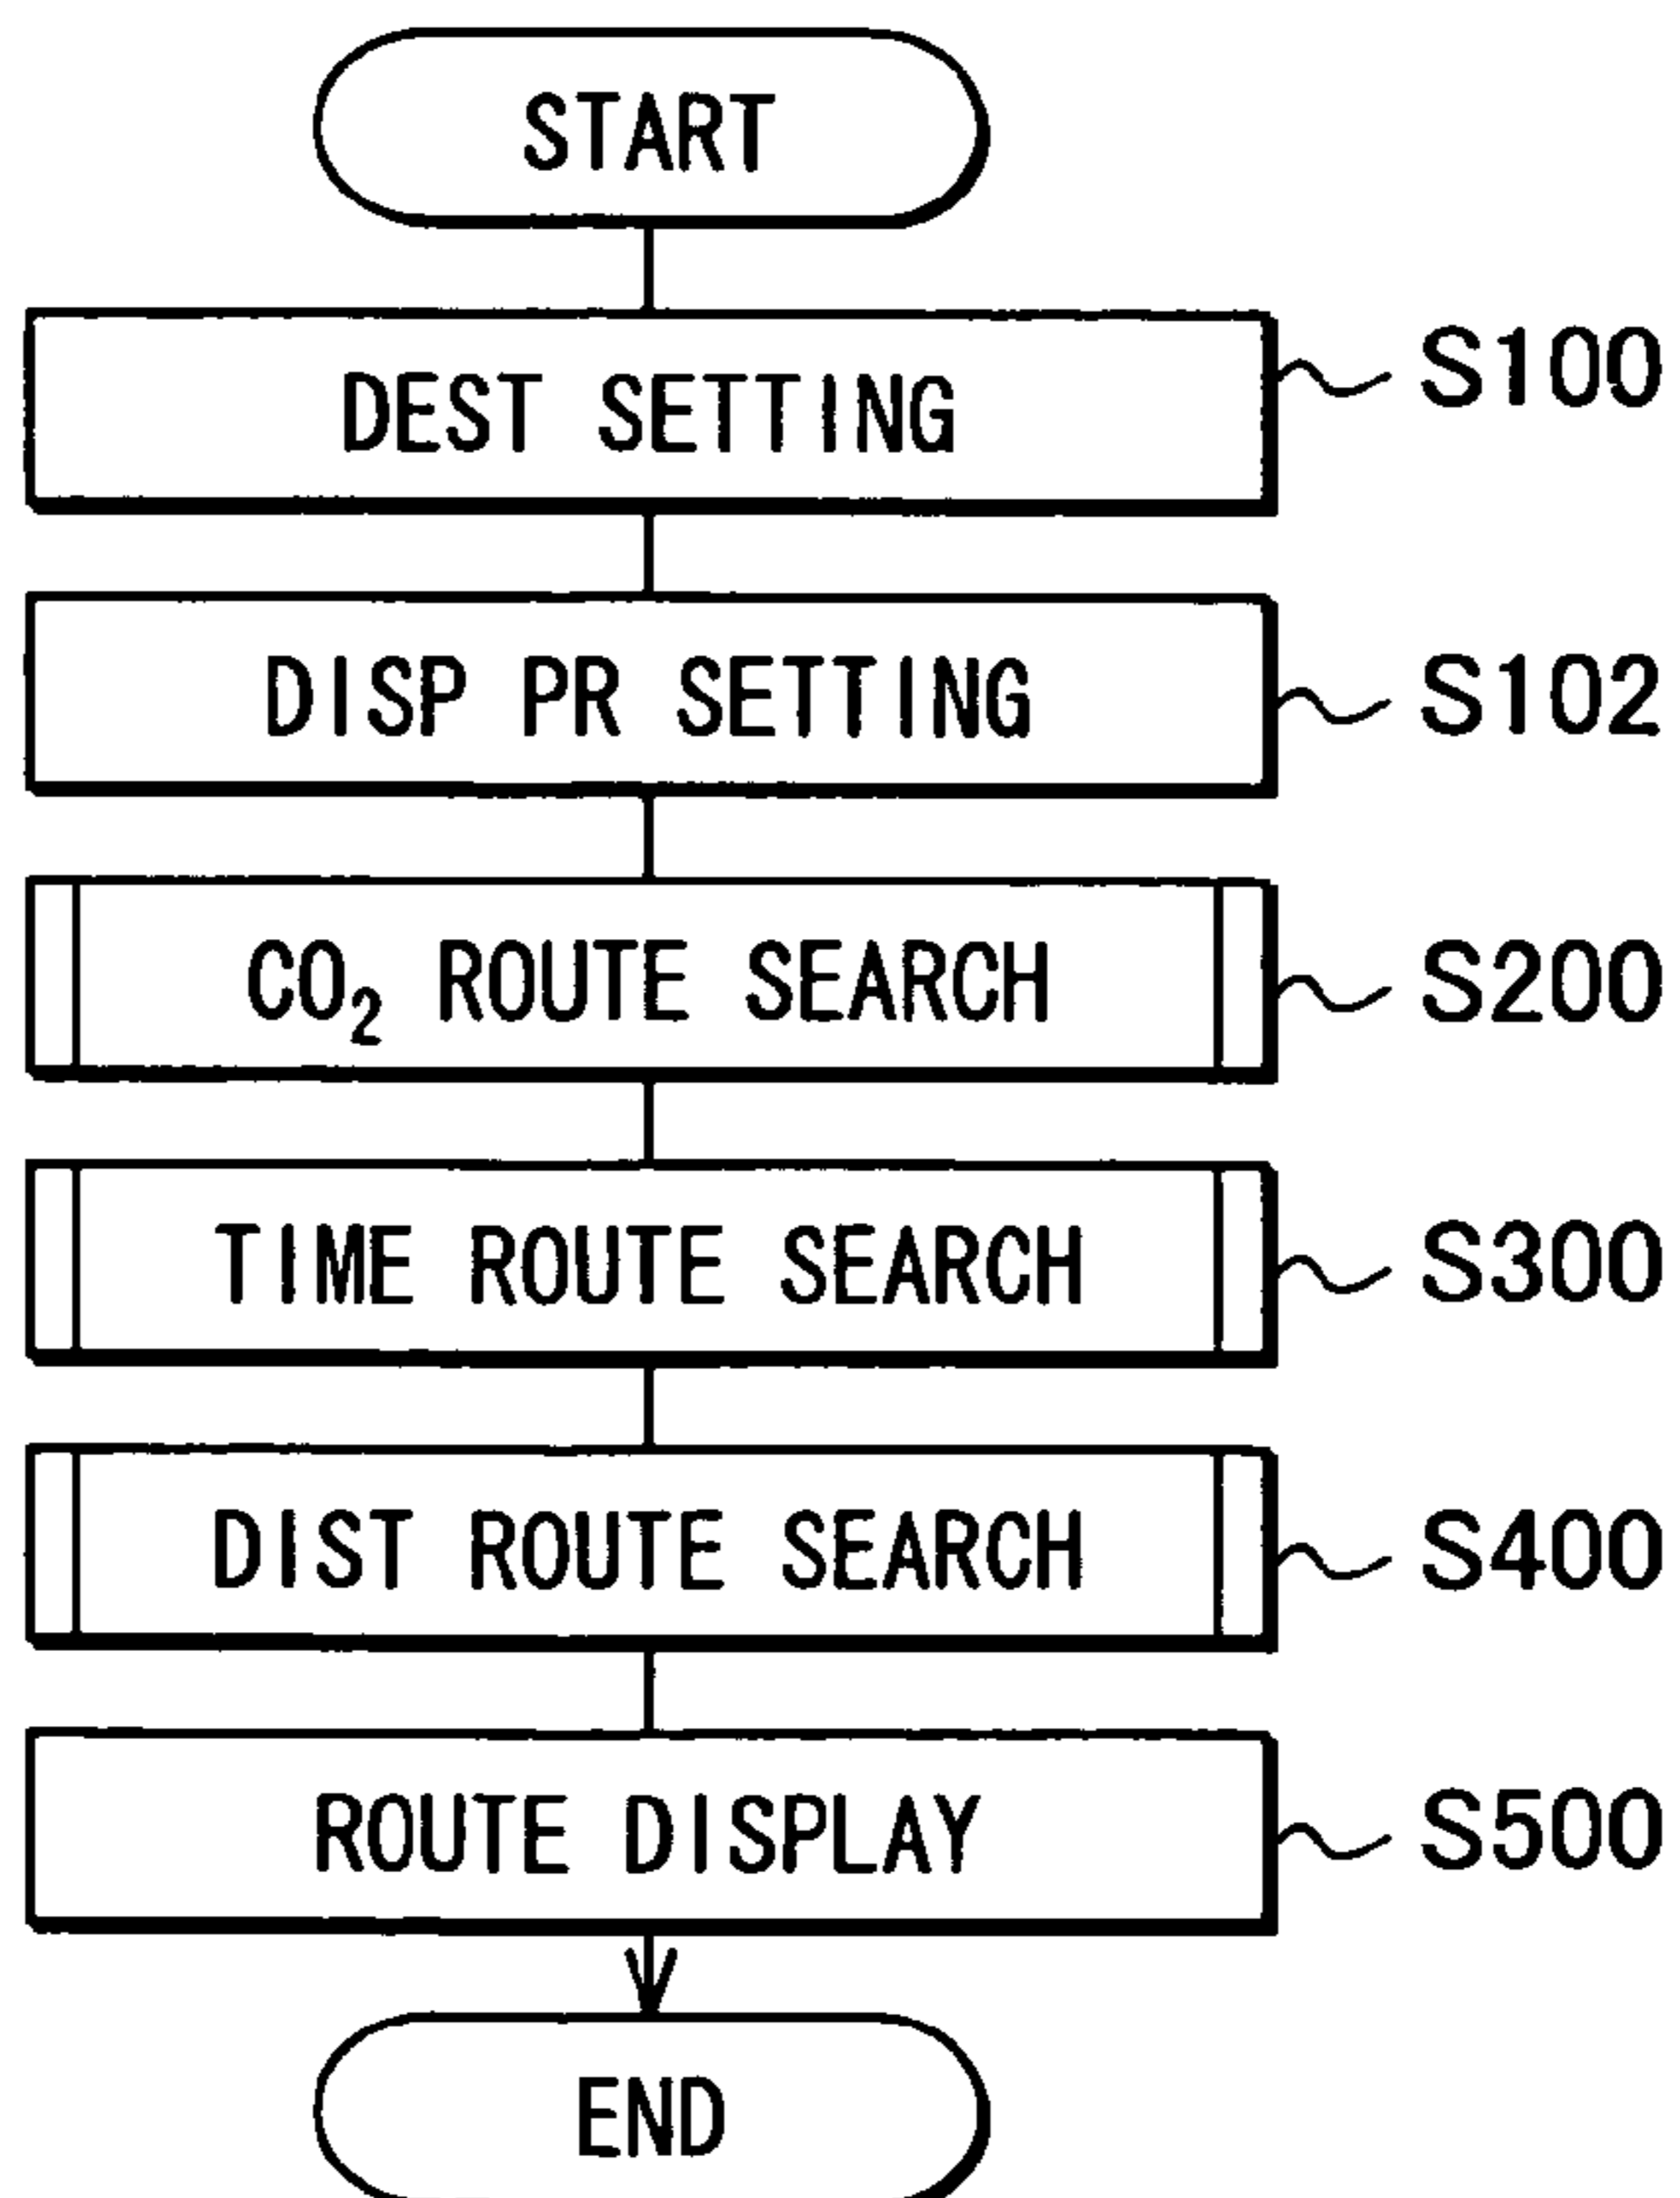 START
DEST SETTING S100
DISP PR SETTING S102
CO₂ ROUTE SEARCH S200
TIME ROUTE SEARCH S300
DIST ROUTE SEARCH S400
ROUTE DISPLAY S500
END